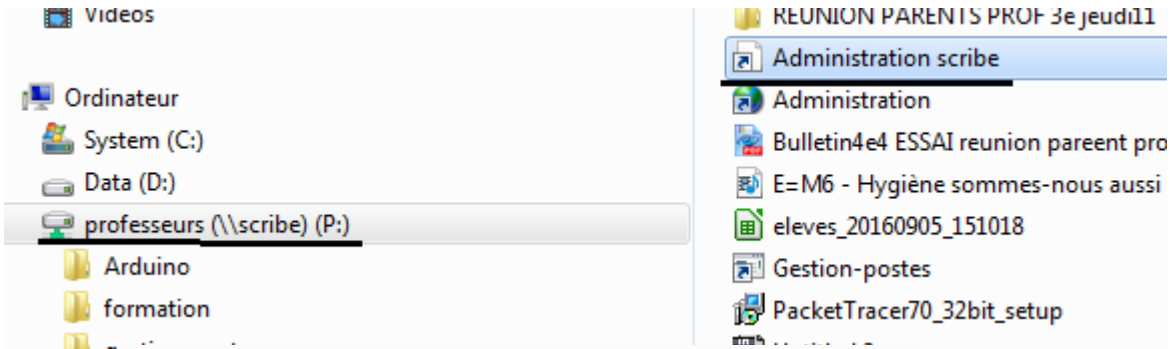 Vidéos
Ordinateur
System (C:)
Data (D:)
professeurs (\\scribe) (P:)
Arduino
formation
REUNION PARENTS PROF 3e jeudi11
Administration scribe
Administration
Bulletin4e4 ESSAI reunion pareent pro
E=M6 - Hygiène sommes-nous aussi
eleves_20160905_151018
Gestion-postes
PacketTracer70_32bit_setup